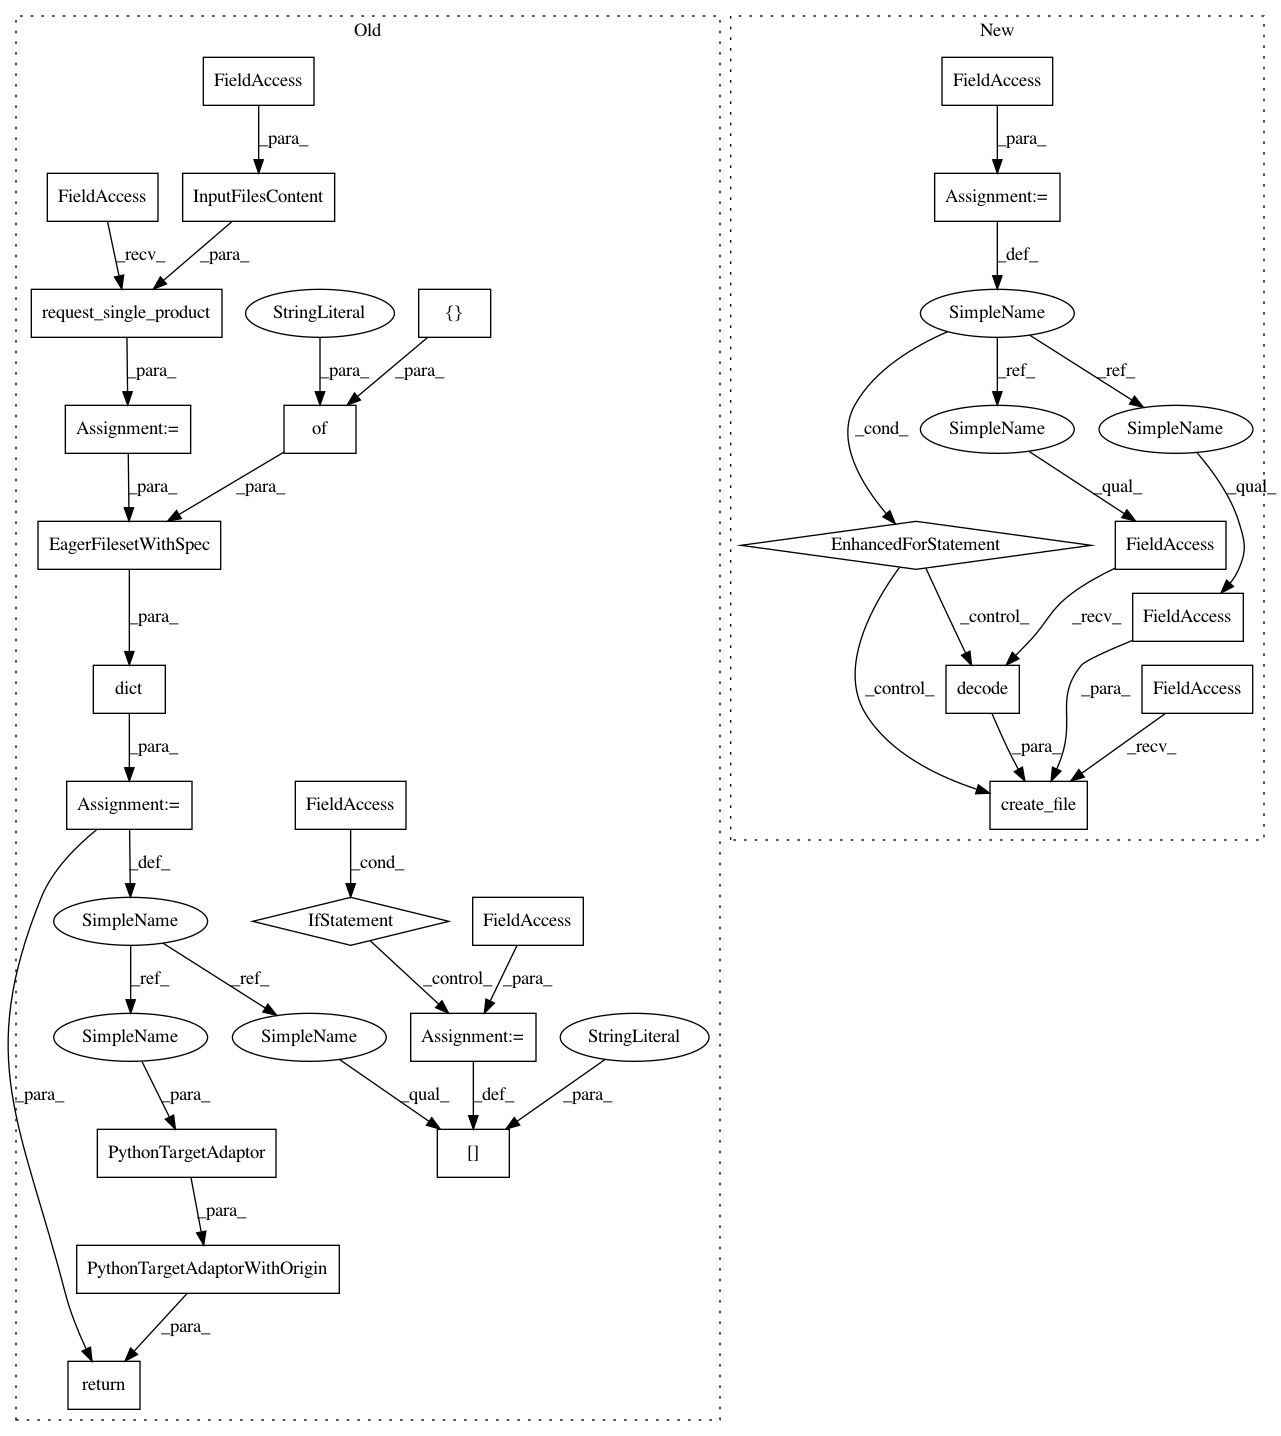 Old
New
FieldAccess
FieldAccess
_para_
_para_
FieldAccess
InputFilesContent
Assignment:=
_recv_
_para_
_def_
request_single_product
StringLiteral
{}
SimpleName
_para_
_para_
_para_
_ref_
_ref_
Assignment:=
of
_cond_
SimpleName
SimpleName
_para_
_para_
_qual_
_qual_
EagerFilesetWithSpec
EnhancedForStatement
FieldAccess
_para_
_control_
_recv_
FieldAccess
dict
_control_
decode
_para_
FieldAccess
_para_
_para_
_recv_
Assignment:=
FieldAccess
create_file
_def_
_cond_
SimpleName
IfStatement
FieldAccess
_ref_
_ref_
_control_
_para_
SimpleName
SimpleName
Assignment:=
StringLiteral
_para_
_para_
_qual_
_def_
_para_
PythonTargetAdaptor
[]
_para_
PythonTargetAdaptorWithOrigin
_para_
return